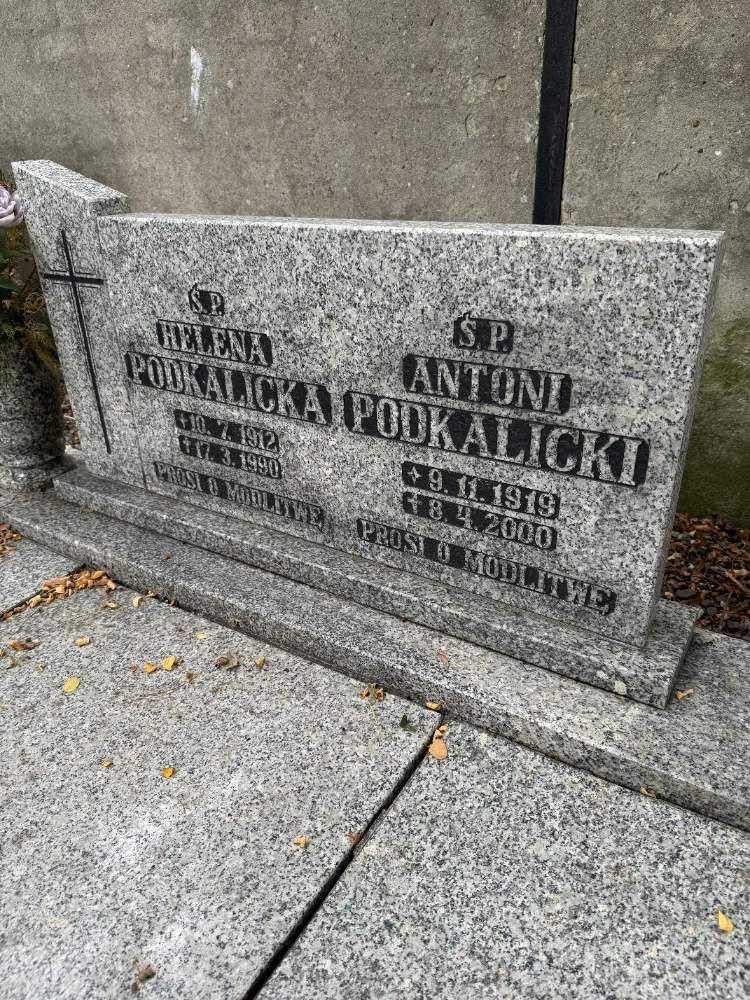 Ś.P.
HELENA
PODKALICKA
✦ 10. 7. 1912
✝ 17. 3. 1990
PROSI O MODLITWĘ
Ś.P.
ANTONI
PODKALICKI
✦ 9. 11. 1919
✝ 8. 4. 2000
PROSI O MODLITWĘ